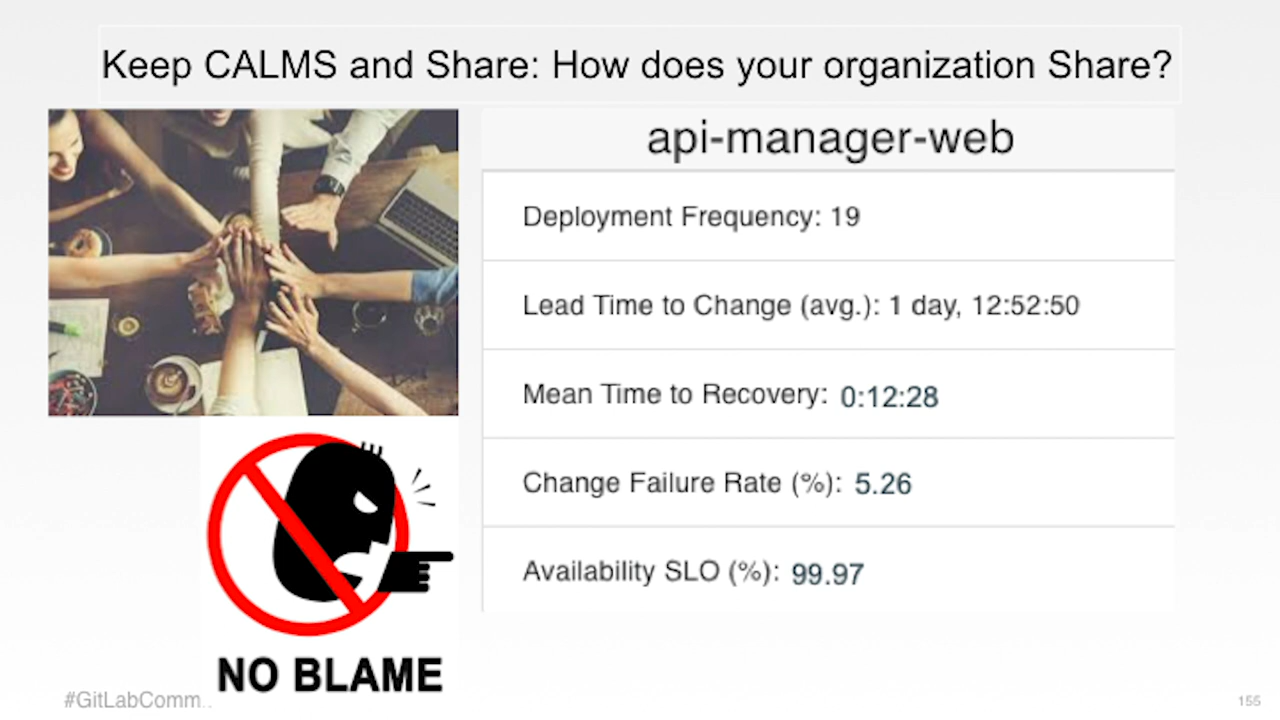 Keep CALMS and Share: How does your organization Share?
api-manager-web
Deployment Frequency: 19
Lead Time to Change (avg.): 1 day, 12:52:50
Mean Time to Recovery: 0:12:28
Change Failure Rate (%): 5.26
Availability SLO (%): 99.97
NO BLAME
#GitLabComm..
155